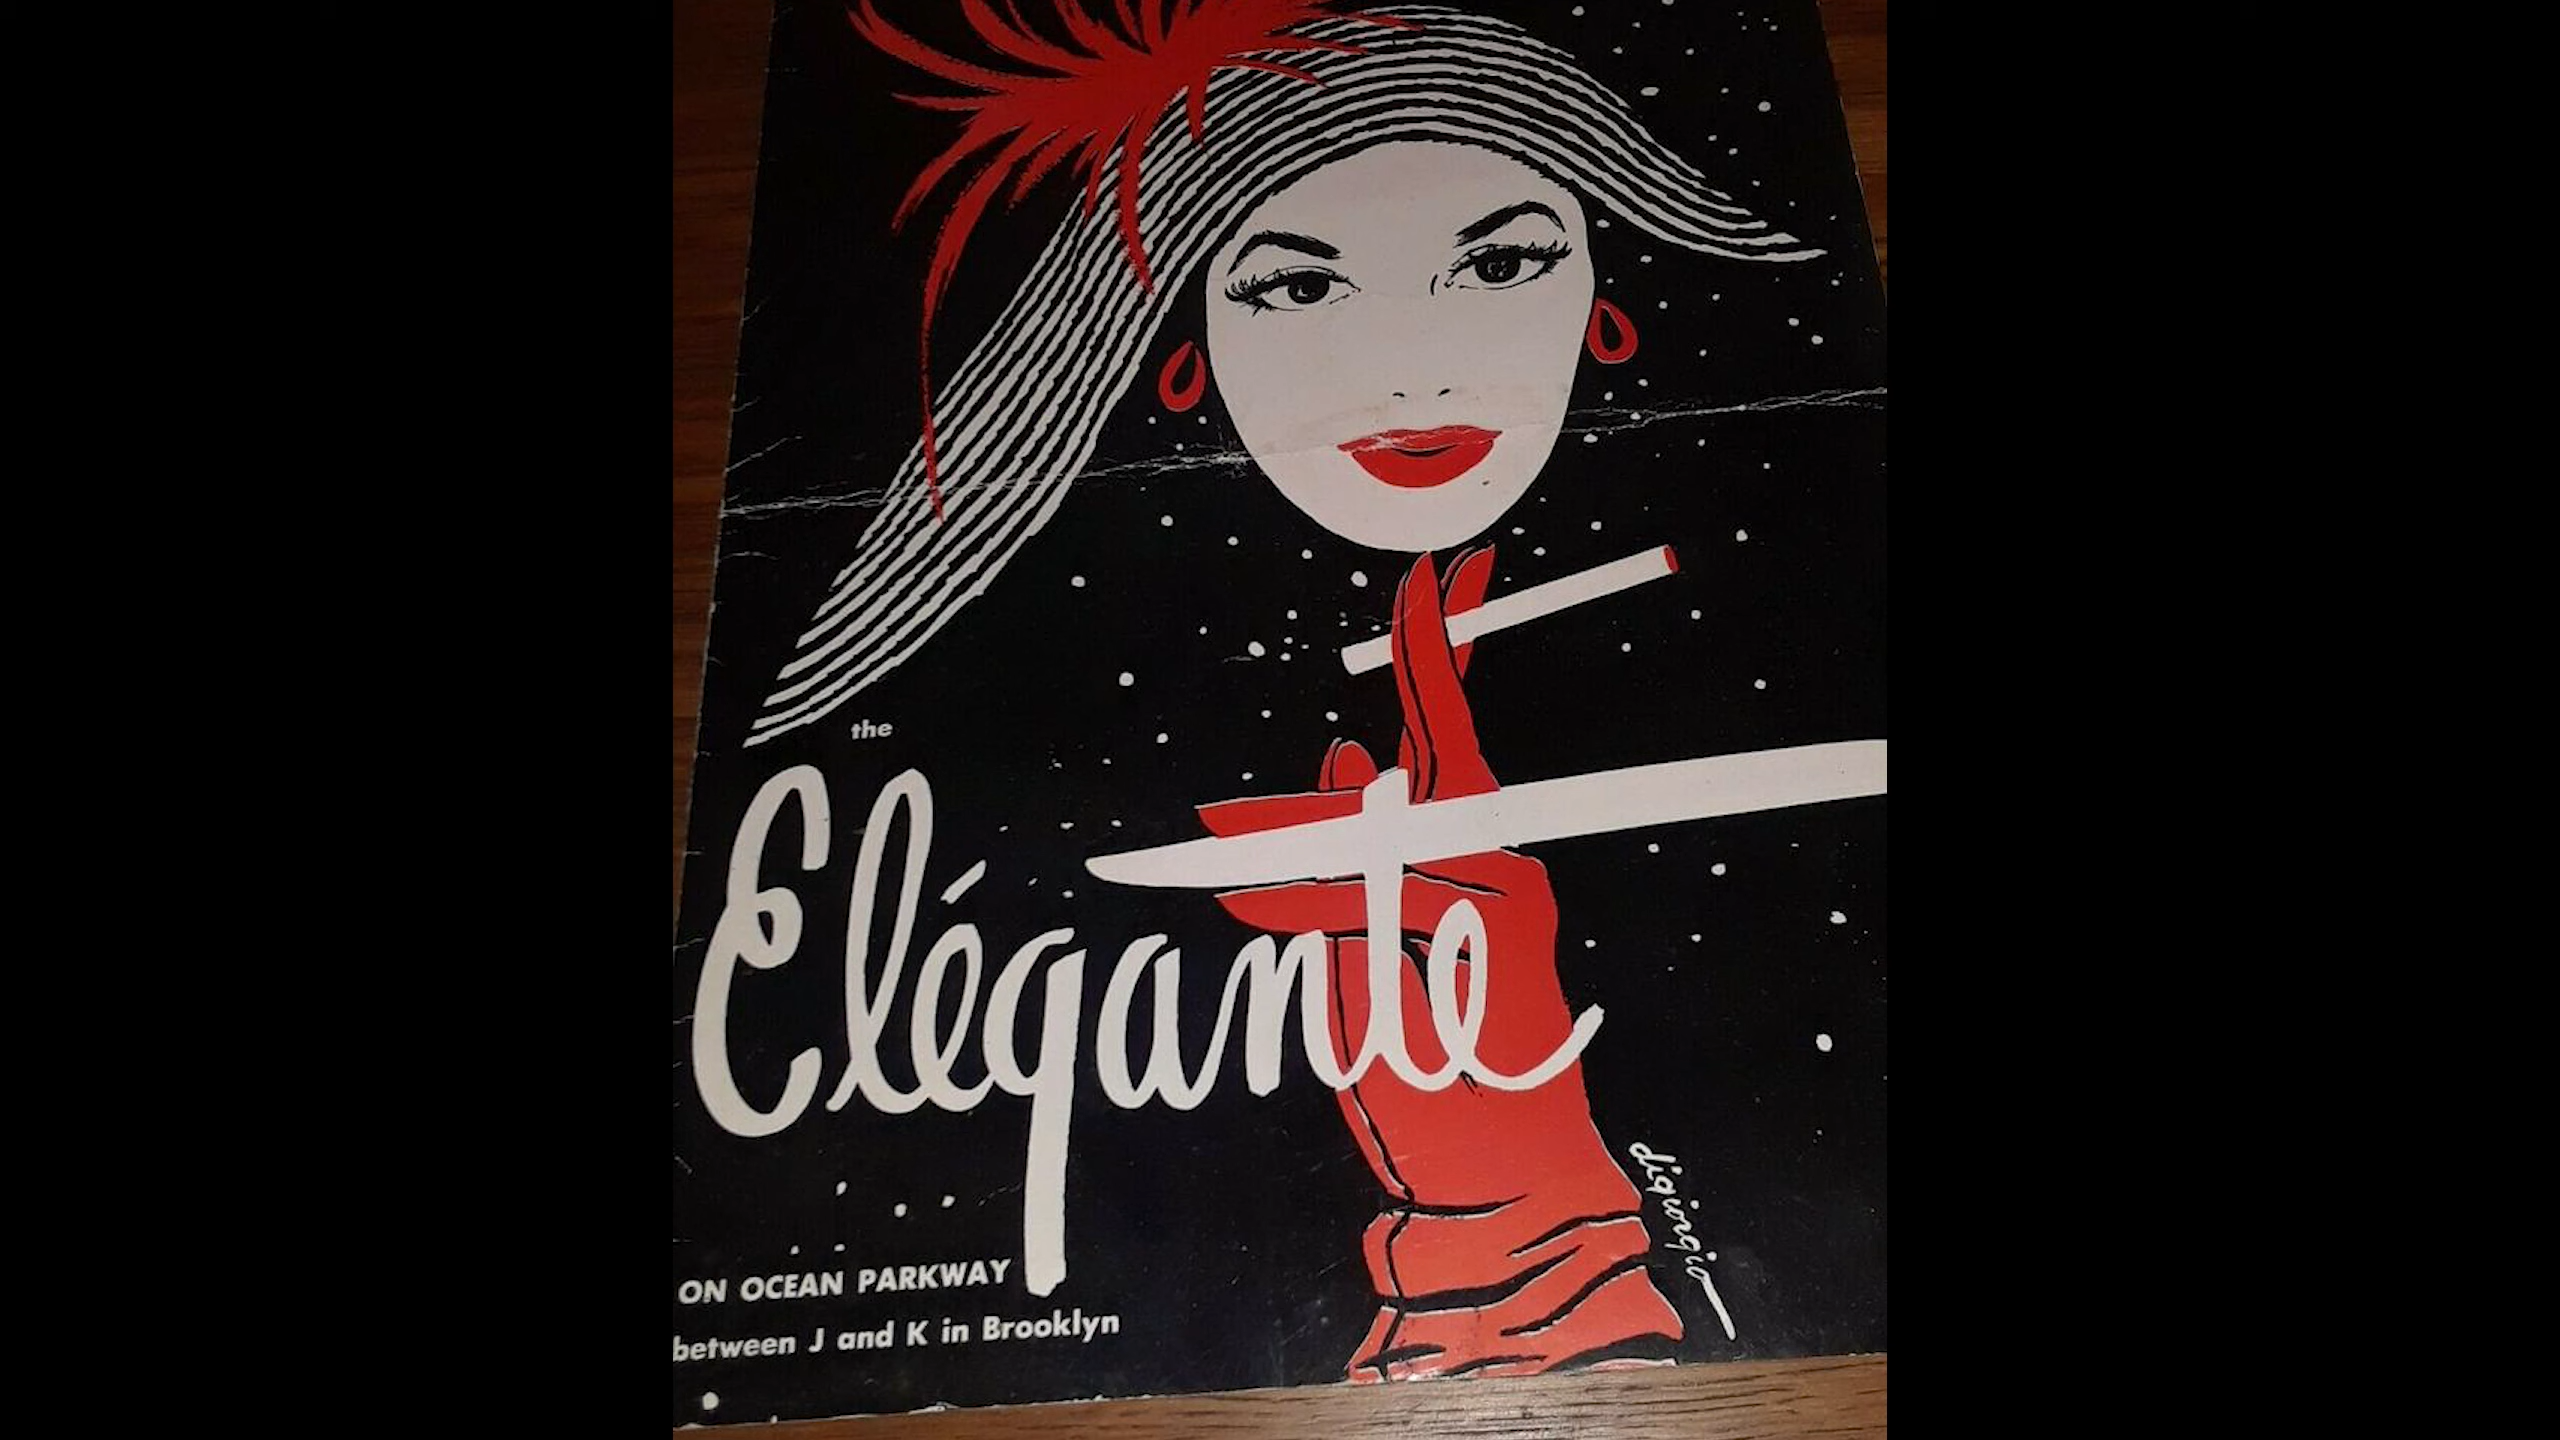 the
Elégante
digiorgio
ON OCEAN PARKWAY
between J and K in Brooklyn